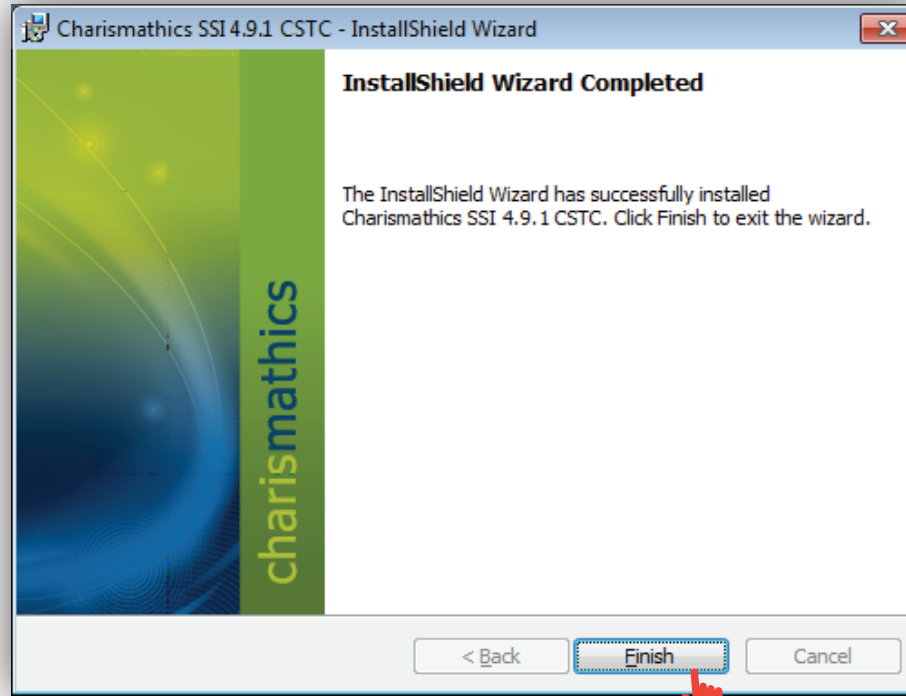 Charismathics SSI 4.9.1 CSTC - InstallShield Wizard
InstallShield Wizard Completed
The InstallShield Wizard has successfully installed
Charismathics SSI 4.9.1 CSTC. Click Finish to exit the wizard.
charismathics
< Back
Finish
Cancel